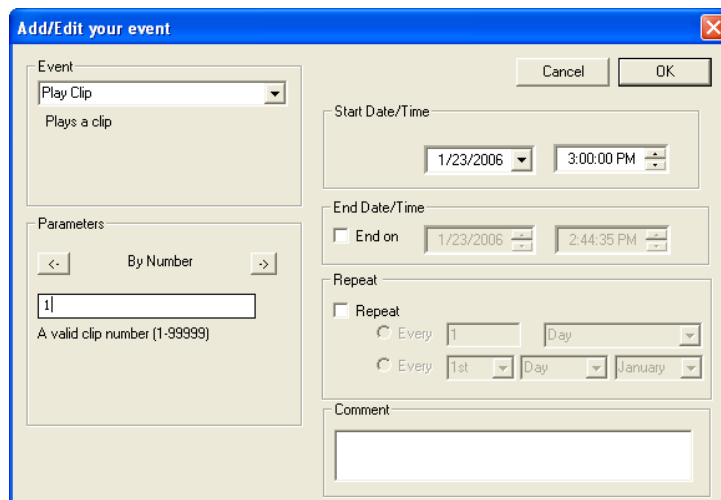 Add/Edit your event
Event
Play Clip
Plays a clip
Cancel
OK
Start Date/Time
1/23/2006
3:00:00 PM
End Date/Time
End on
1/23/2006
2:44:35 PM
Parameters
<-
By Number
->
1
A valid clip number (1-99999)
Repeat
Repeat
Every
1
Day
Every
1st
Day
January
Comment